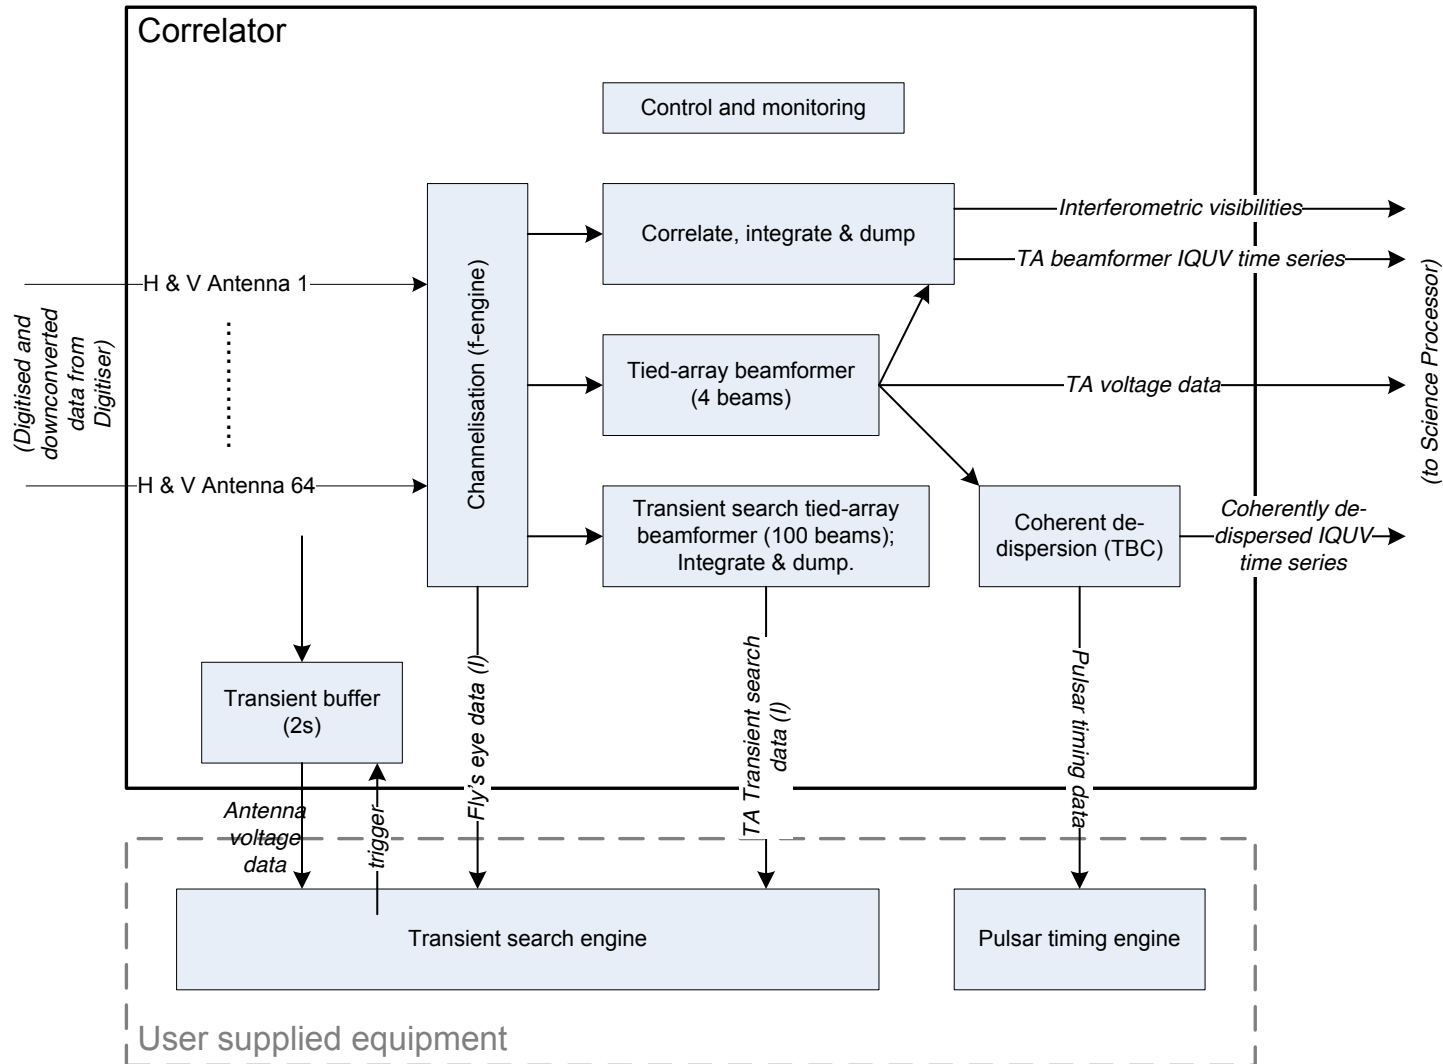 Correlator
Control and monitoring
Correlate, integrate & dump
Interferometric visibilities
TA beamformer IQUV time series
H & V Antenna 1
(Digitised and
downconverted
data from
Digitiser)
Channelisation (f-engine)
Tied-array beamformer
(4 beams)
TA voltage data
(to Science Processor)
H & V Antenna 64
Transient search tied-array
beamformer (100 beams);
Integrate & dump.
Coherent de-
dispersion (TBC)
Coherently de-
dispersed IQUV
time series
Transient buffer
(2s)
Fly's eye data (I)
TA Transient search
data (I)
Pulsar timing data
Antenna
voltage
data
trigger
Transient search engine
Pulsar timing engine
User supplied equipment